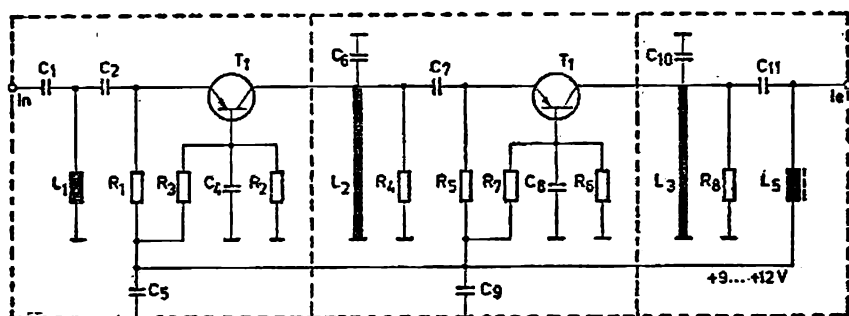 C1 C2 T1 C6 C7 T1 C10 C11
In Ie
L1 R1 R3 C4 R2 L2 R4 R5 R7 C8 R6 L3 R8 L5
+9....+12V
C5 C9